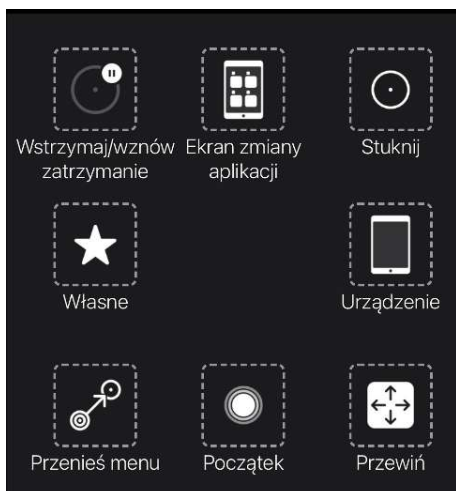 Wstrzymaj/wznów Ekran zmiany Stuknij
zatrzymanie aplikacji
Własne Urządzenie
Przenieś menu Początek Przewiń